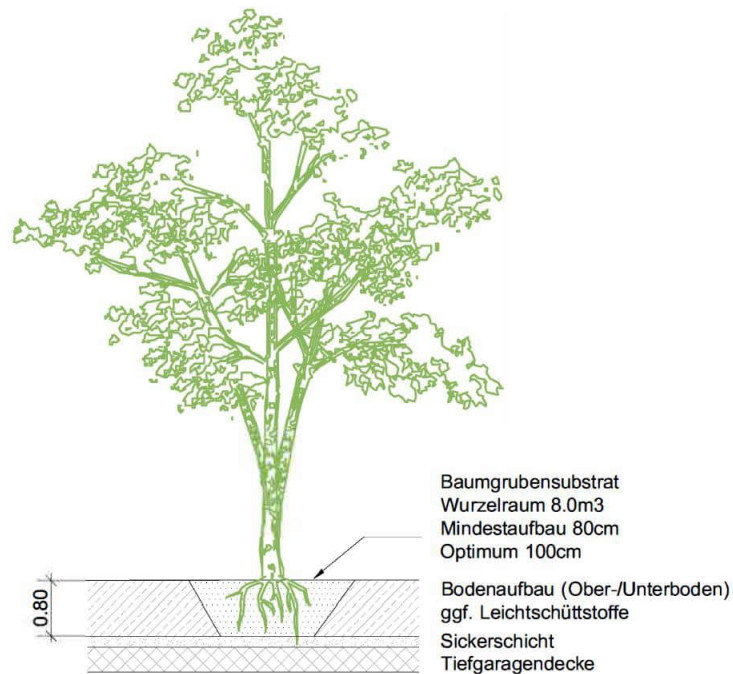 Baumgrubensubstrat
Wurzelraum 8.0m3
Mindestaufbau 80cm
Optimum 100cm
0.80
Bodenaufbau (Ober-/Unterboden)
ggf. Leichtschüttstoffe
Sickerschicht
Tiefgaragendecke